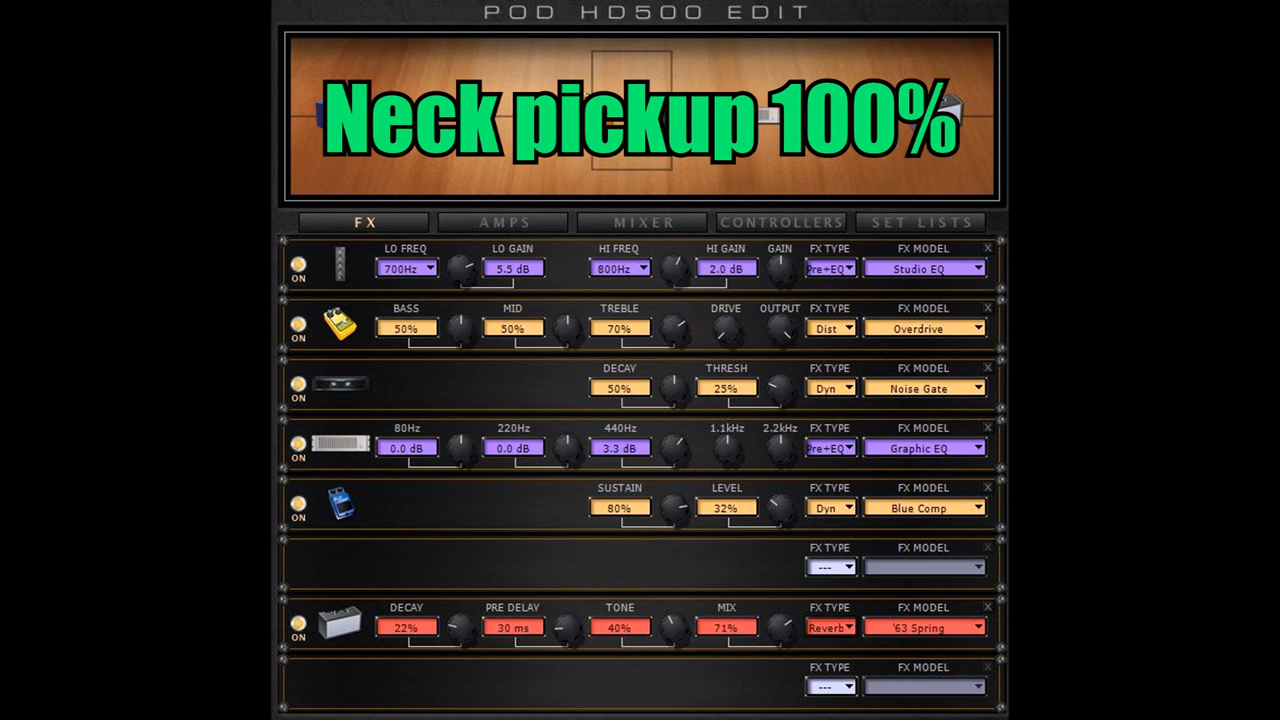 POD HD500 EDIT
Neck pickup 100%
FX AMPS MIXER CONTROLLERS SET LISTS
LO FREQ LO GAIN HI FREQ HI GAIN GAIN FX TYPE FX MODEL X
700Hz 5.5 dB 800Hz 2.0 dB Pre+EQ Studio EQ
ON
BASS MID TREBLE DRIVE OUTPUT FX TYPE FX MODEL X
50% 50% 70% Dist Overdrive
ON
DECAY THRESH FX TYPE FX MODEL X
50% 25% Dyn Noise Gate
ON
80Hz 220Hz 440Hz 1.1kHz 2.2kHz FX TYPE FX MODEL X
0.0 dB 0.0 dB 3.3 dB Pre+EQ Graphic EQ
ON
SUSTAIN LEVEL FX TYPE FX MODEL X
80% 32% Dyn Blue Comp
ON
FX TYPE FX MODEL X
---
DECAY PRE DELAY TONE MIX FX TYPE FX MODEL X
22% 30 ms 40% 71% Reverb '63 Spring
ON
FX TYPE FX MODEL X
---